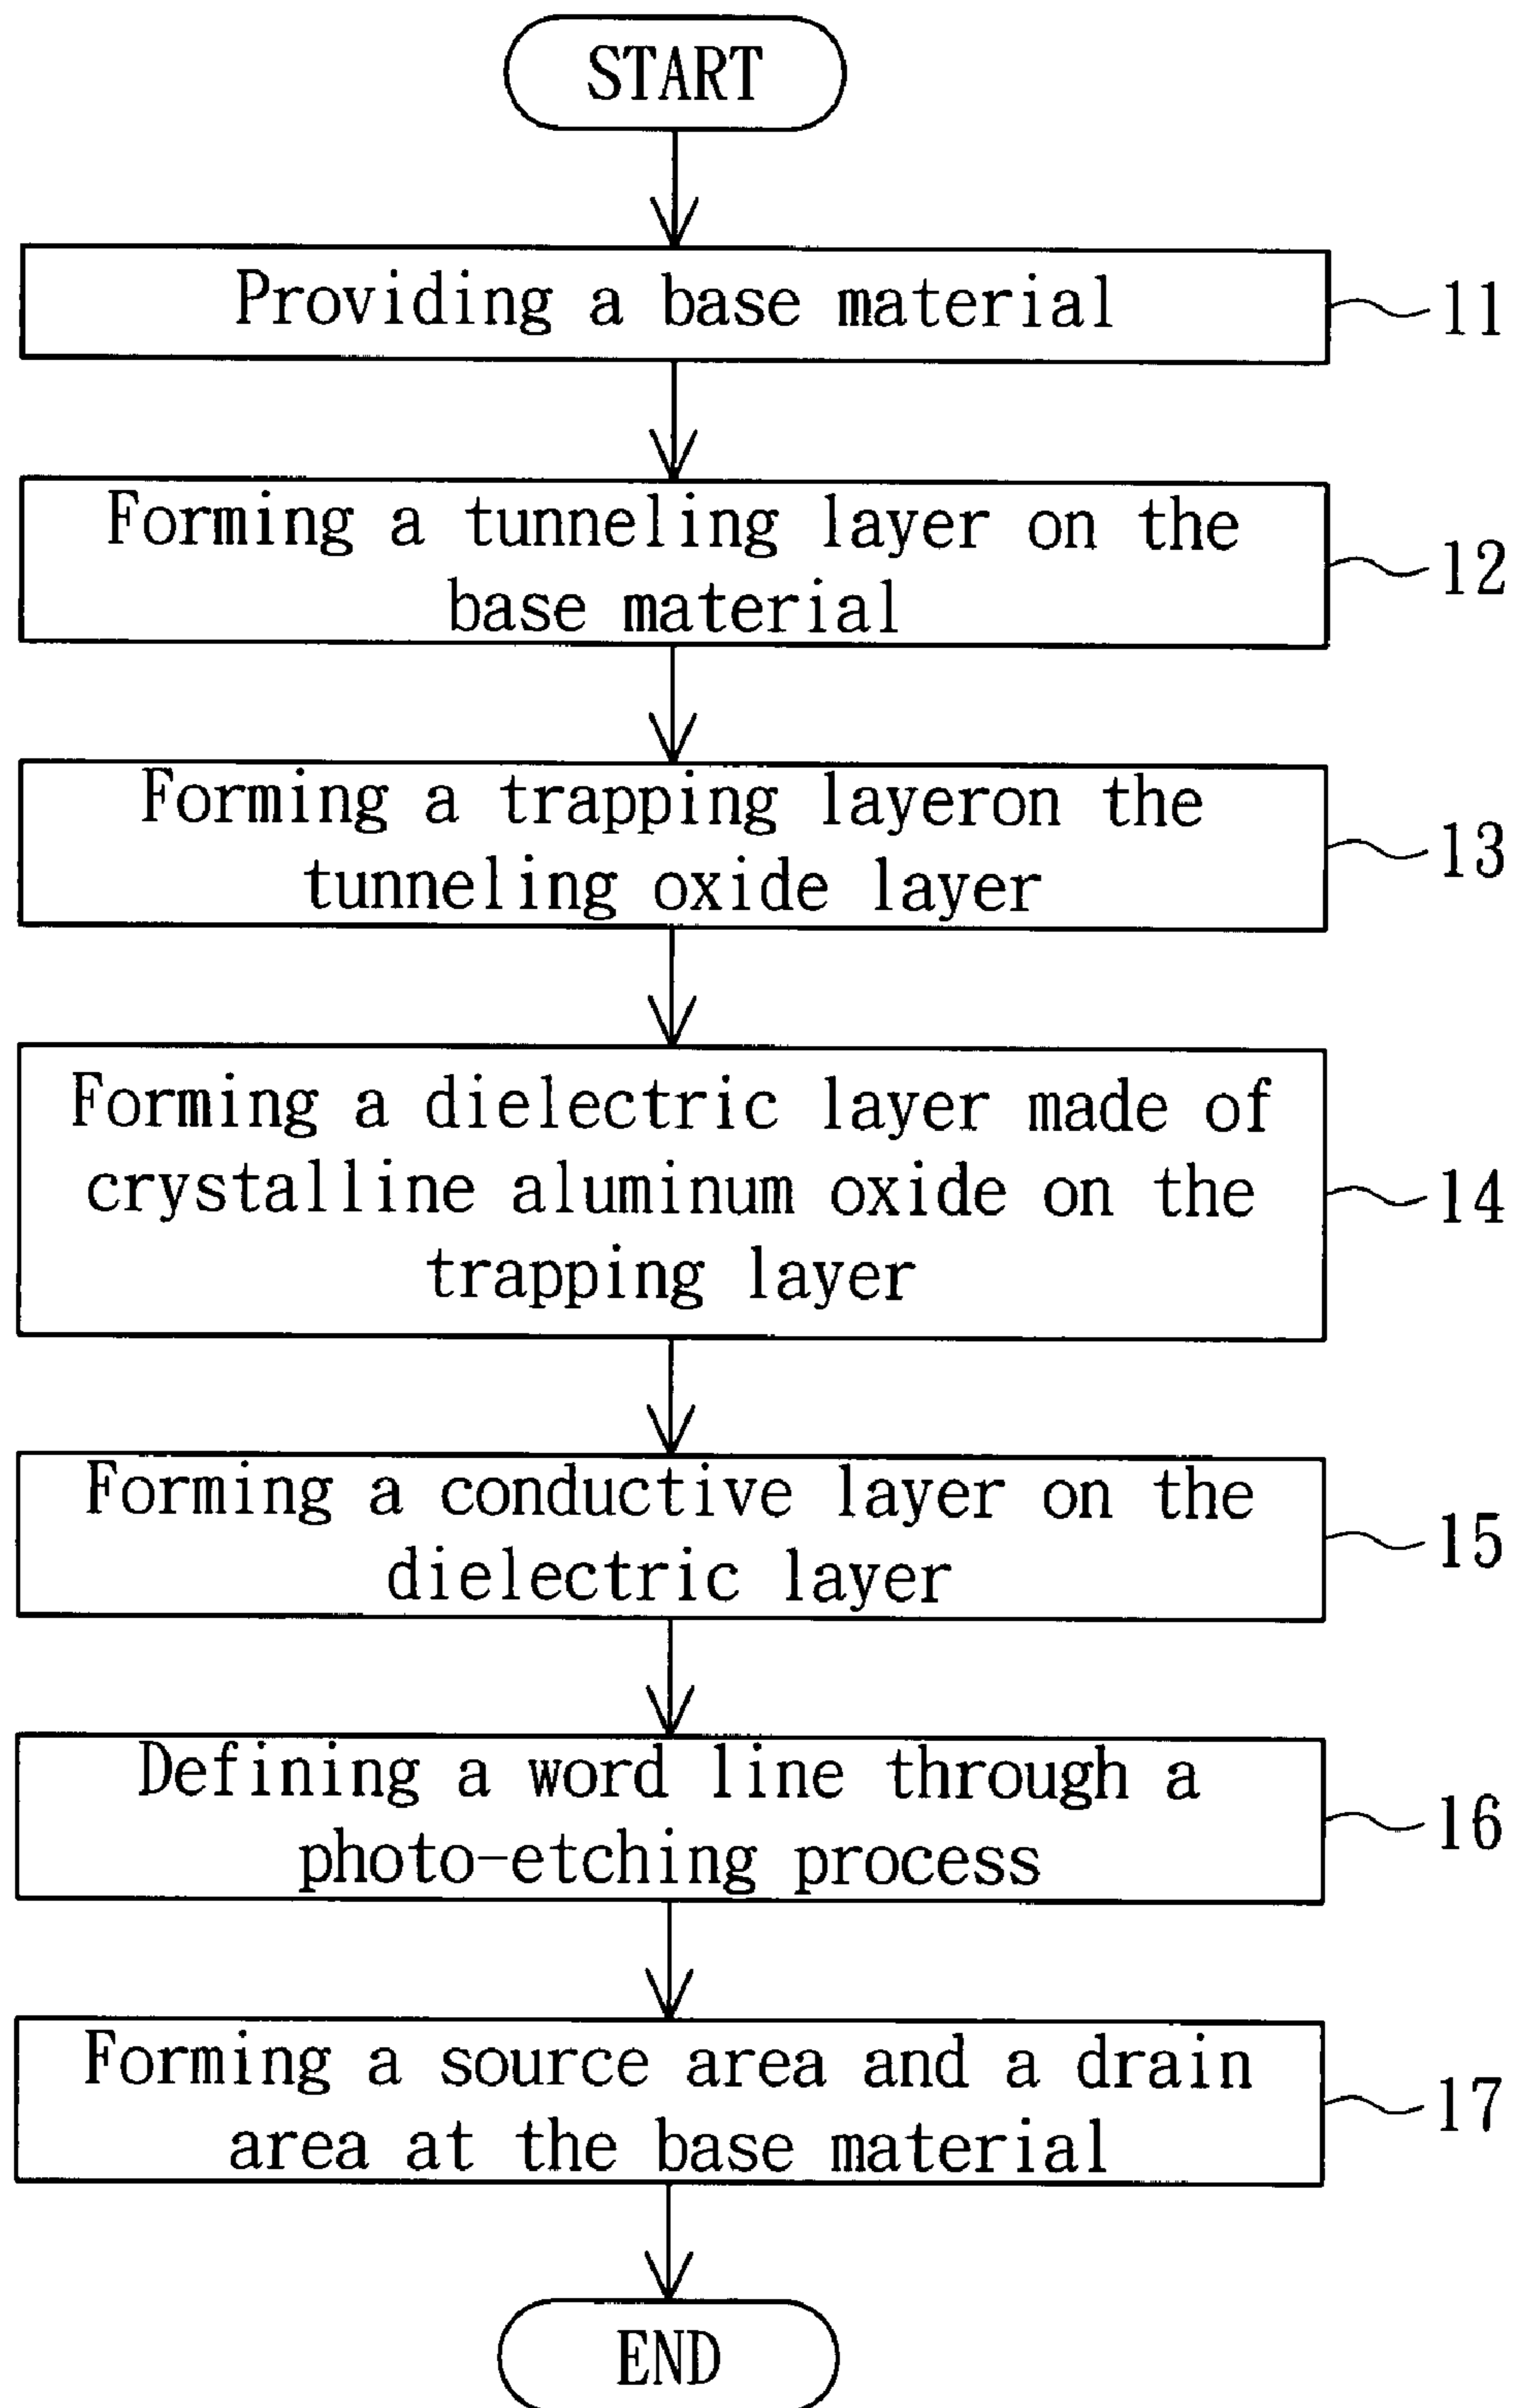 START
Providing a base material
11
Forming a tunneling layer on the
base material
12
Forming a trapping layeron the
tunneling oxide layer
13
Forming a dielectric layer made of
crystalline aluminum oxide on the
trapping layer
14
Forming a conductive layer on the
dielectric layer
15
Defining a word line through a
photo-etching process
16
Forming a source area and a drain
area at the base material
17
END